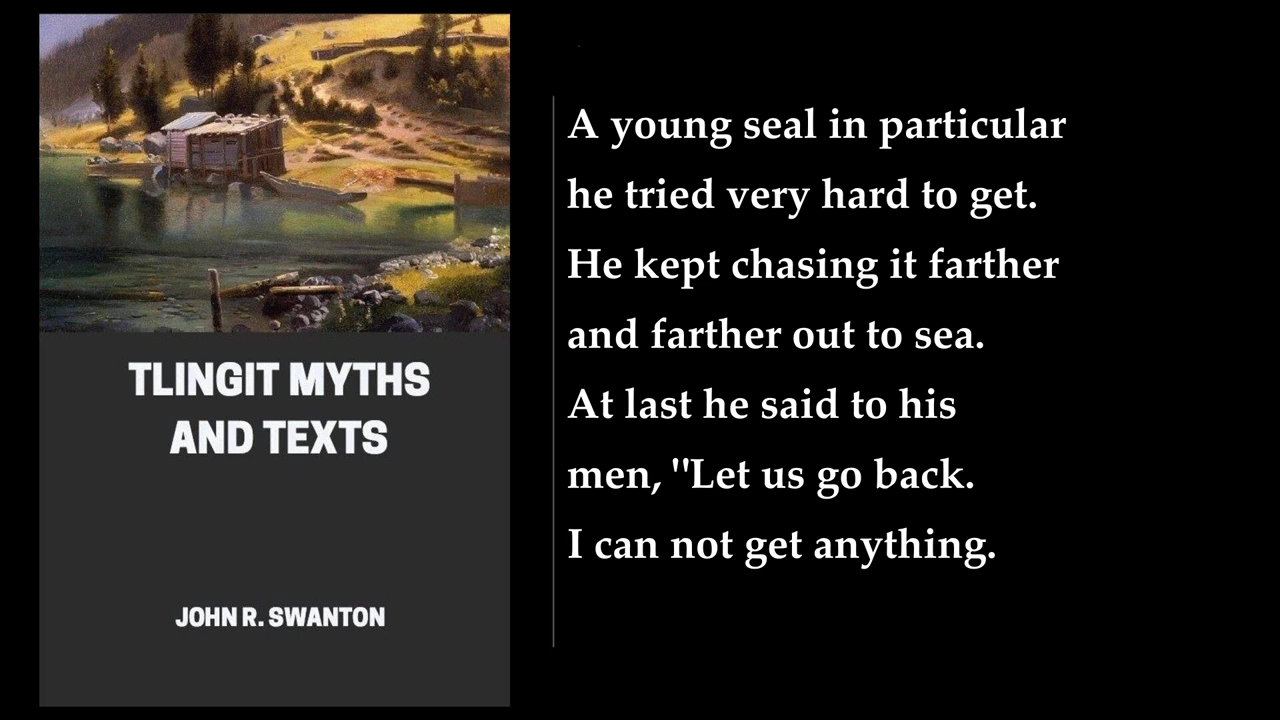 TLINGIT MYTHS
AND TEXTS
JOHN R. SWANTON
A young seal in particular
he tried very hard to get.
He kept chasing it farther
and farther out to sea.
At last he said to his
men, "Let us go back.
I can not get anything.